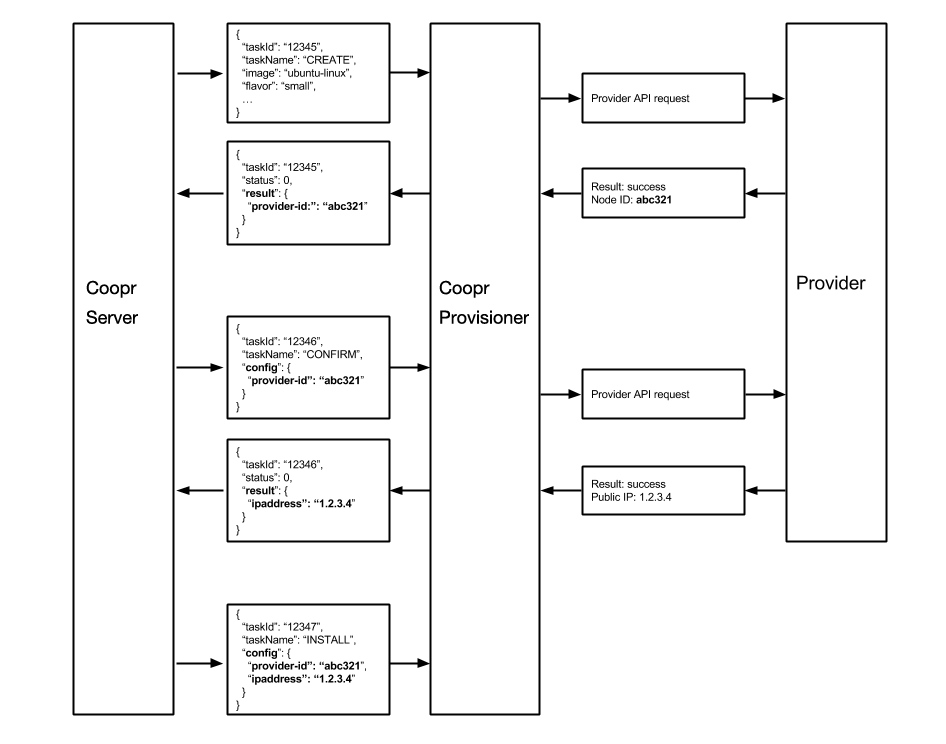 Coopr
Server
{
"taskId": "12345",
"taskName": "CREATE",
"image": "ubuntu-linux",
"flavor": "small",
…
}
{
"taskId": "12345",
"status": 0,
"result": {
"provider-id:": "abc321"
}
}
{
"taskId": "12346",
"taskName": "CONFIRM",
"config": {
"provider-id": "abc321"
}
}
{
"taskId": "12346",
"status": 0,
"result": {
"ipaddress": "1.2.3.4"
}
}
{
"taskId": "12347",
"taskName": "INSTALL",
"config": {
"provider-id": "abc321",
"ipaddress": "1.2.3.4"
}
}
Coopr
Provisioner
Provider API request
Result: success
Node ID: abc321
Provider API request
Result: success
Public IP: 1.2.3.4
Provider